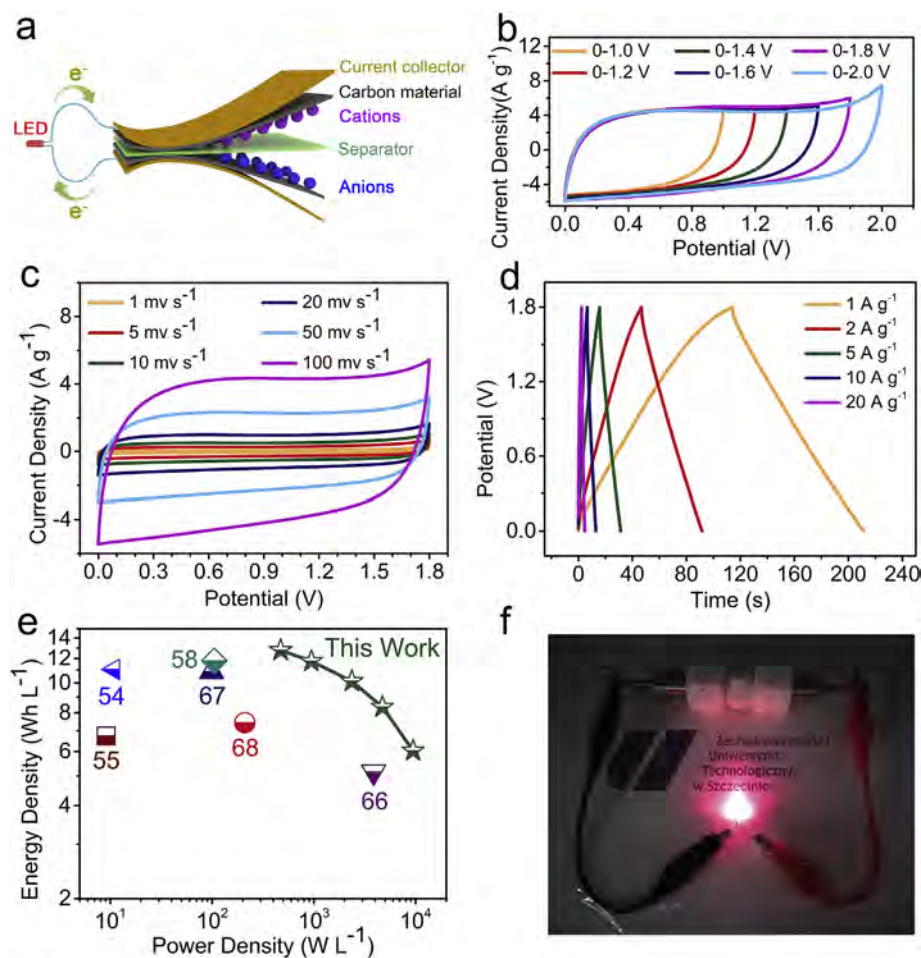 a
e⁻
LED
e⁻
Current collector
Carbon material
Cations
Separator
Anions
b
0-1.0 V 0-1.4 V 0-1.8 V
0-1.2 V 0-1.6 V 0-2.0 V
Current Density(A g⁻¹)
12
8
4
0
-4
0.0 0.4 0.8 1.2 1.6 2.0
Potential (V)
c
1 mv s⁻¹ 20 mv s⁻¹
5 mv s⁻¹ 50 mv s⁻¹
10 mv s⁻¹ 100 mv s⁻¹
Current Density (A g⁻¹)
8
4
0
-4
0.0 0.3 0.6 0.9 1.2 1.5 1.8
Potential (V)
d
1 A g⁻¹
2 A g⁻¹
5 A g⁻¹
10 A g⁻¹
20 A g⁻¹
Potential (V)
1.8
1.2
0.6
0.0
0 40 80 120 160 200 240
Time (s)
e
This Work
58
54
67
55
68
66
Energy Density (Wh L⁻¹)
14
12
10
8
6
4
2
10¹ 10² 10³ 10⁴
Power Density (W L⁻¹)
f
Uniwersytet
Technologiczny
w Szczecinie